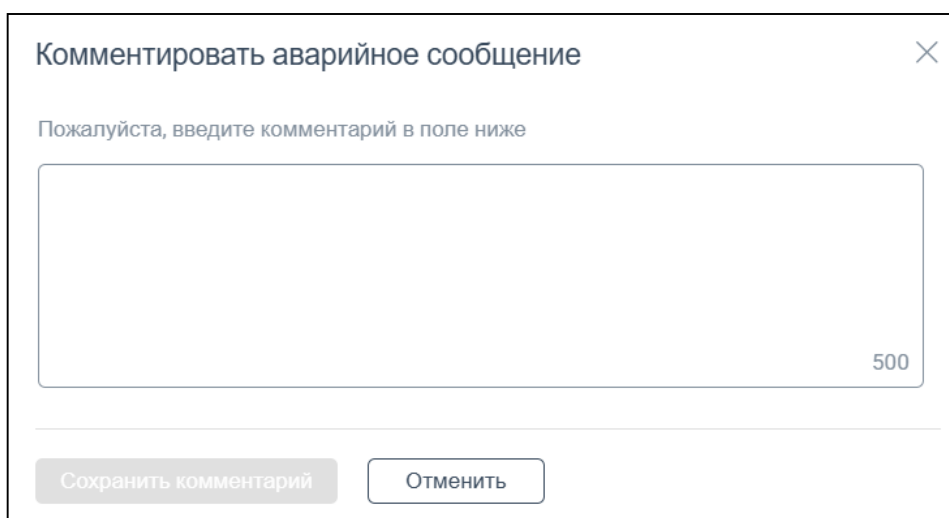 Комментировать аварийное сообщение
Пожалуйста, введите комментарий в поле ниже
500
Сохранить комментарий
Отменить